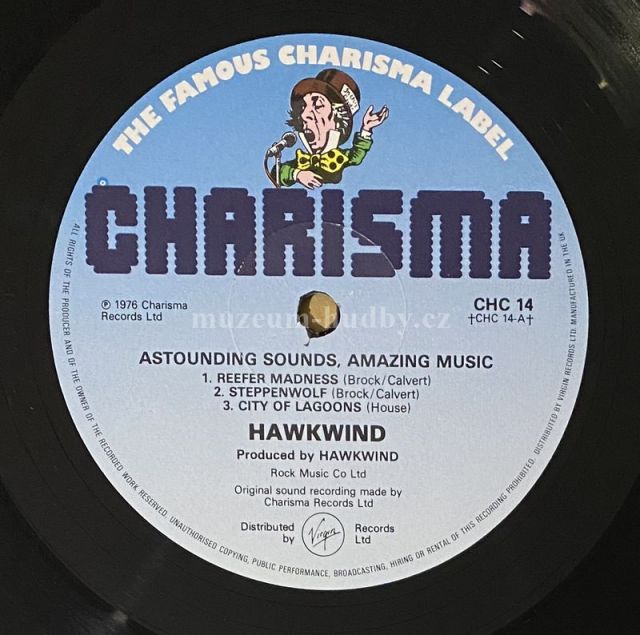 THE FAMOUS CHARISMA LABEL
CHARISMA
℗ 1976 Charisma
Records Ltd
CHC 14
†CHC 14-A†
muzeum-hudby.cz
ASTOUNDING SOUNDS, AMAZING MUSIC
1. REEFER MADNESS (Brock/Calvert)
2. STEPPENWOLF (Brock/Calvert)
3. CITY OF LAGOONS (House)
HAWKWIND
Produced by HAWKWIND
Rock Music Co Ltd
Original sound recording made by
Charisma Records Ltd
Distributed
by
Virgin
Records
Ltd
ALL RIGHTS OF THE PRODUCER AND OF THE OWNER OF THE RECORDED WORK RESERVED. UNAUTHORISED COPYING, PUBLIC PERFORMANCE, BROADCASTING, HIRING OR RENTAL OF THIS RECORDING PROHIBITED. DISTRIBUTED BY VIRGIN RECORDS LTD. MANUFACTURED IN THE UK